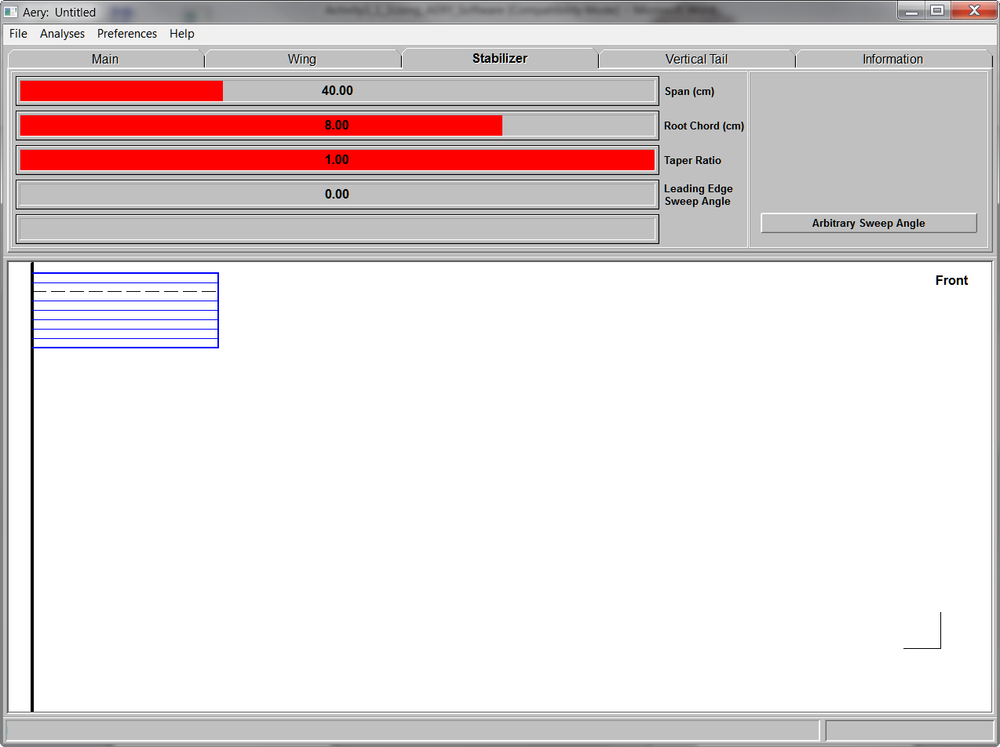 Aery: Untitled
File Analyses Preferences Help
Main Wing Stabilizer Vertical Tail Information
40.00 Span (cm)
8.00 Root Chord (cm)
1.00 Taper Ratio
0.00 Leading Edge
Sweep Angle
Arbitrary Sweep Angle
Front